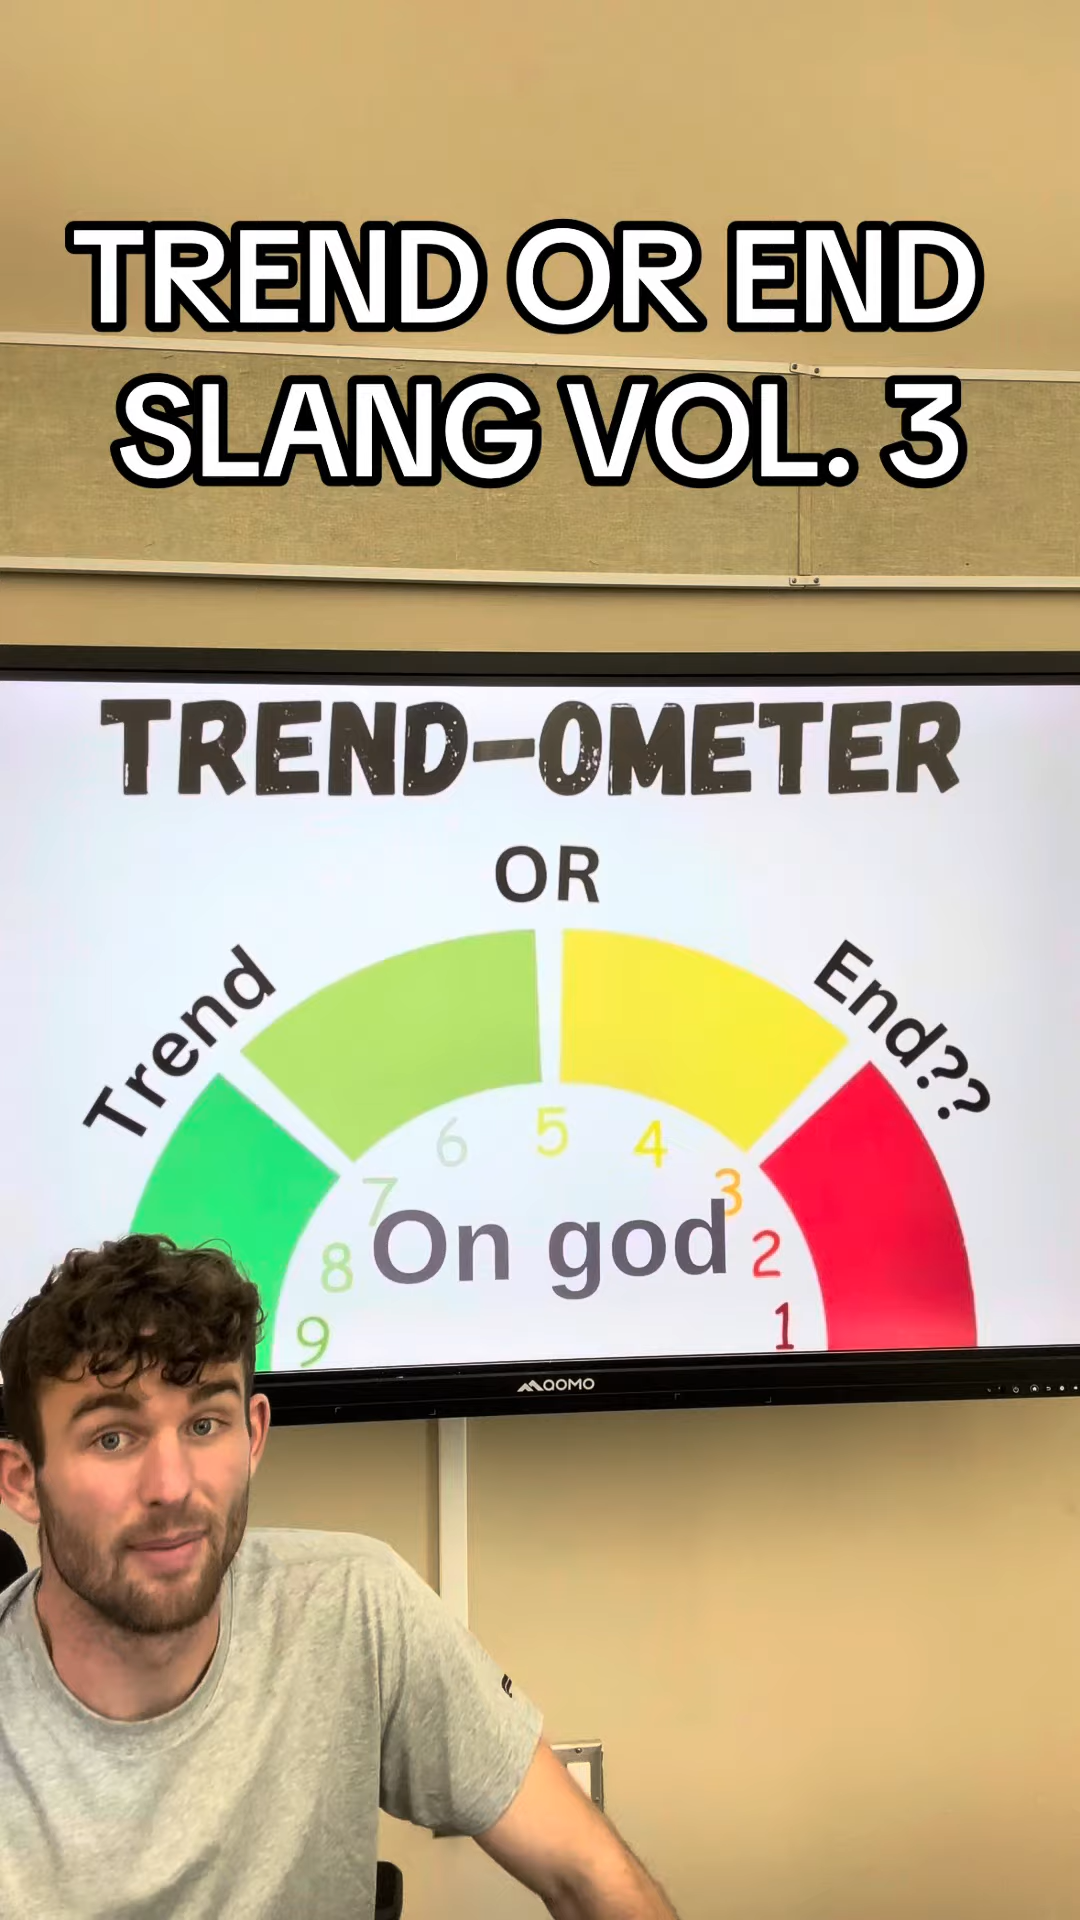 TREND OR END
SLANG VOL. 3
TREND-OMETER
OR
Trend
End??
6 5 4
7 3
On god
8 2
9 1
AOMO